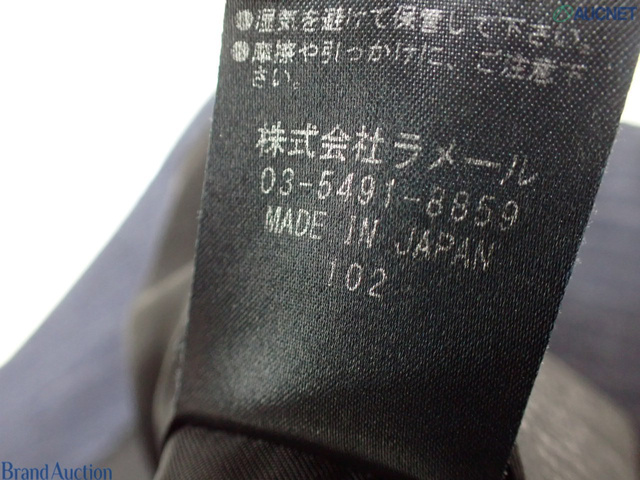 ●湿気を避けて保管して下さい。
●摩擦や引っかけに、ご注意下
さい。
株式会社ラメール
03-5491-8859
MADE IN JAPAN
102
AUCNET
Brand Auction